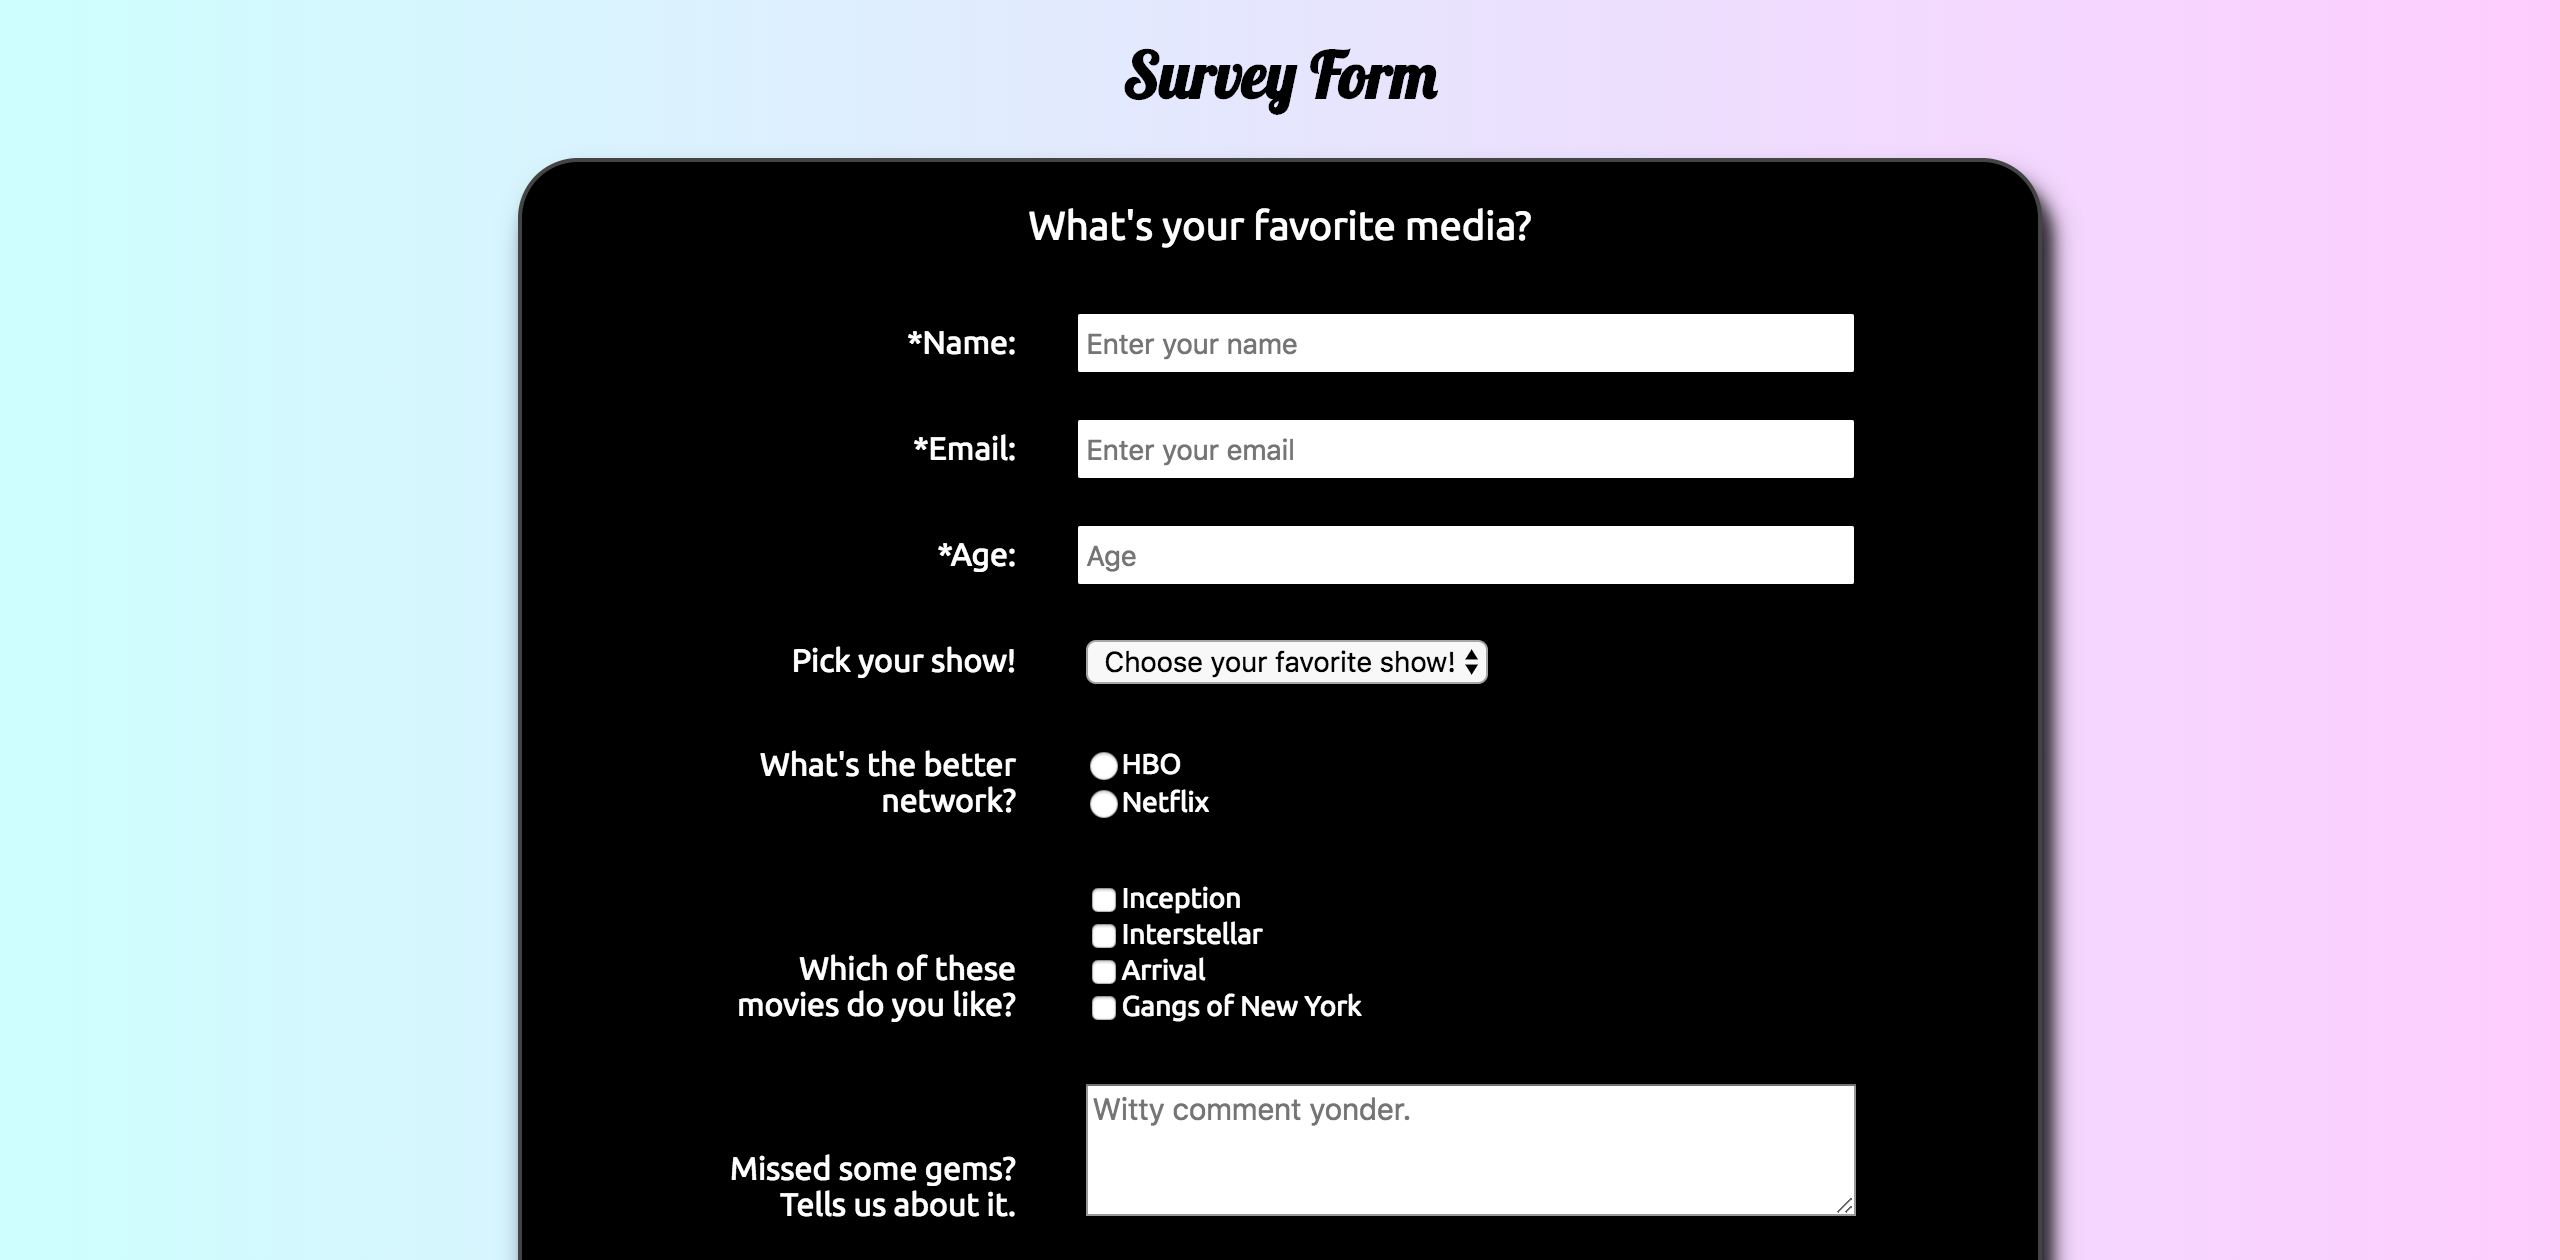 Survey Form
What's your favorite media?
*Name:
Enter your name
*Email:
Enter your email
*Age:
Age
Pick your show!
Choose your favorite show!
What's the better
network?
HBO
Netflix
Which of these
movies do you like?
Inception
Interstellar
Arrival
Gangs of New York
Missed some gems?
Tells us about it.
Witty comment yonder.